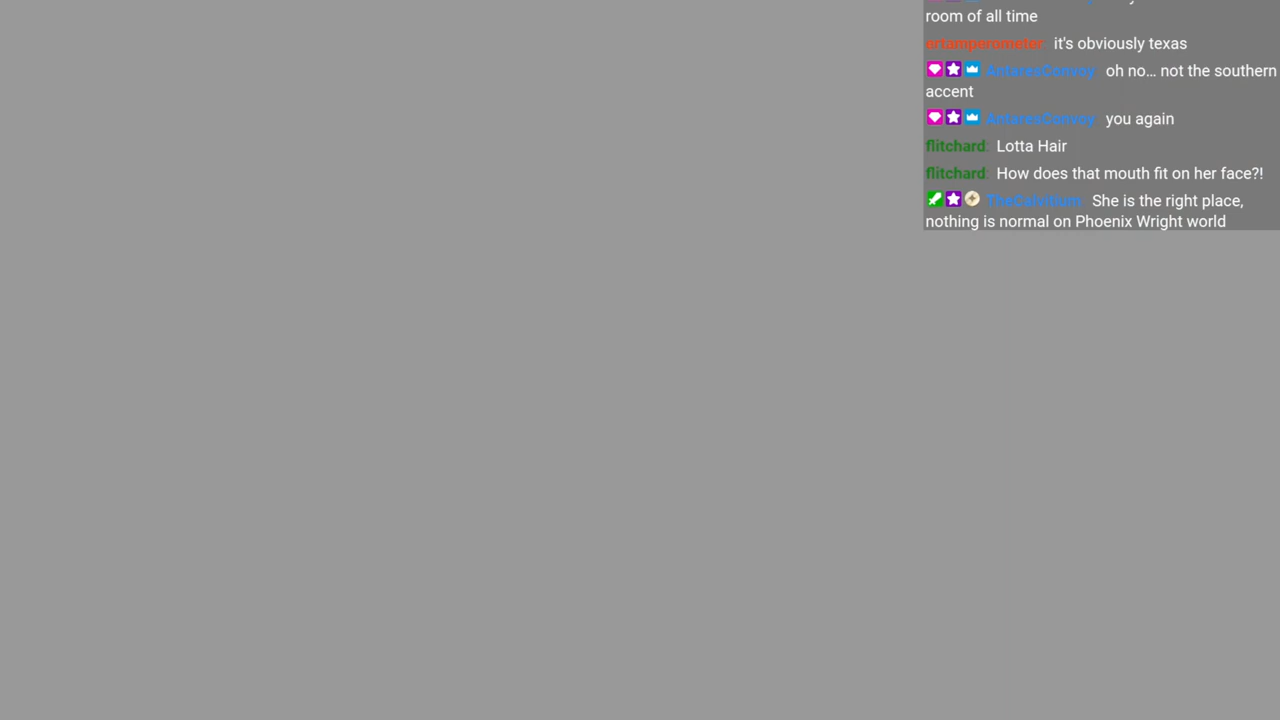 room of all time
artamperometer: it's obviously texas
AntaresConvoy: oh no... not the southern
accent
AntaresConvoy: you again
flitchard: Lotta Hair
flitchard: How does that mouth fit on her face?!
TheCalvitium: She is the right place,
nothing is normal on Phoenix Wright world